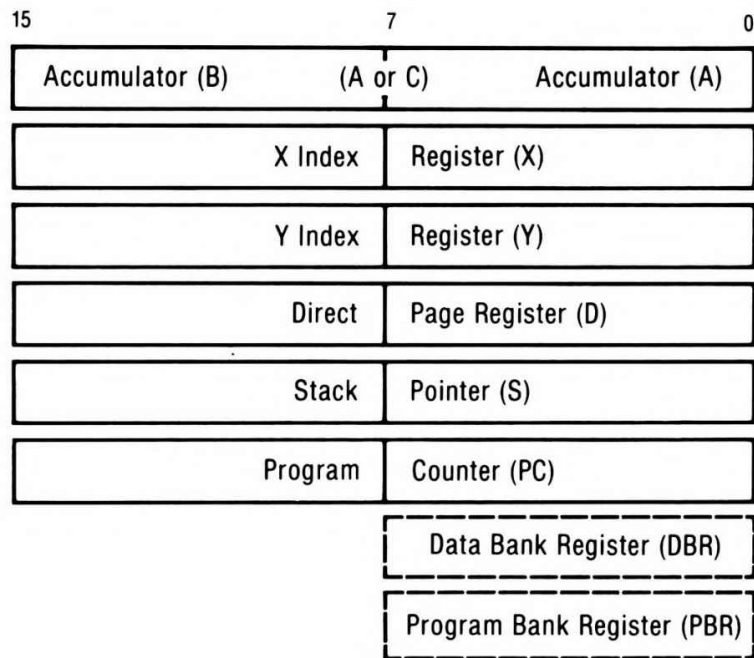 15 7 0
Accumulator (B) (A or C) Accumulator (A)
X Index Register (X)
Y Index Register (Y)
Direct Page Register (D)
Stack Pointer (S)
Program Counter (PC)
Data Bank Register (DBR)
Program Bank Register (PBR)